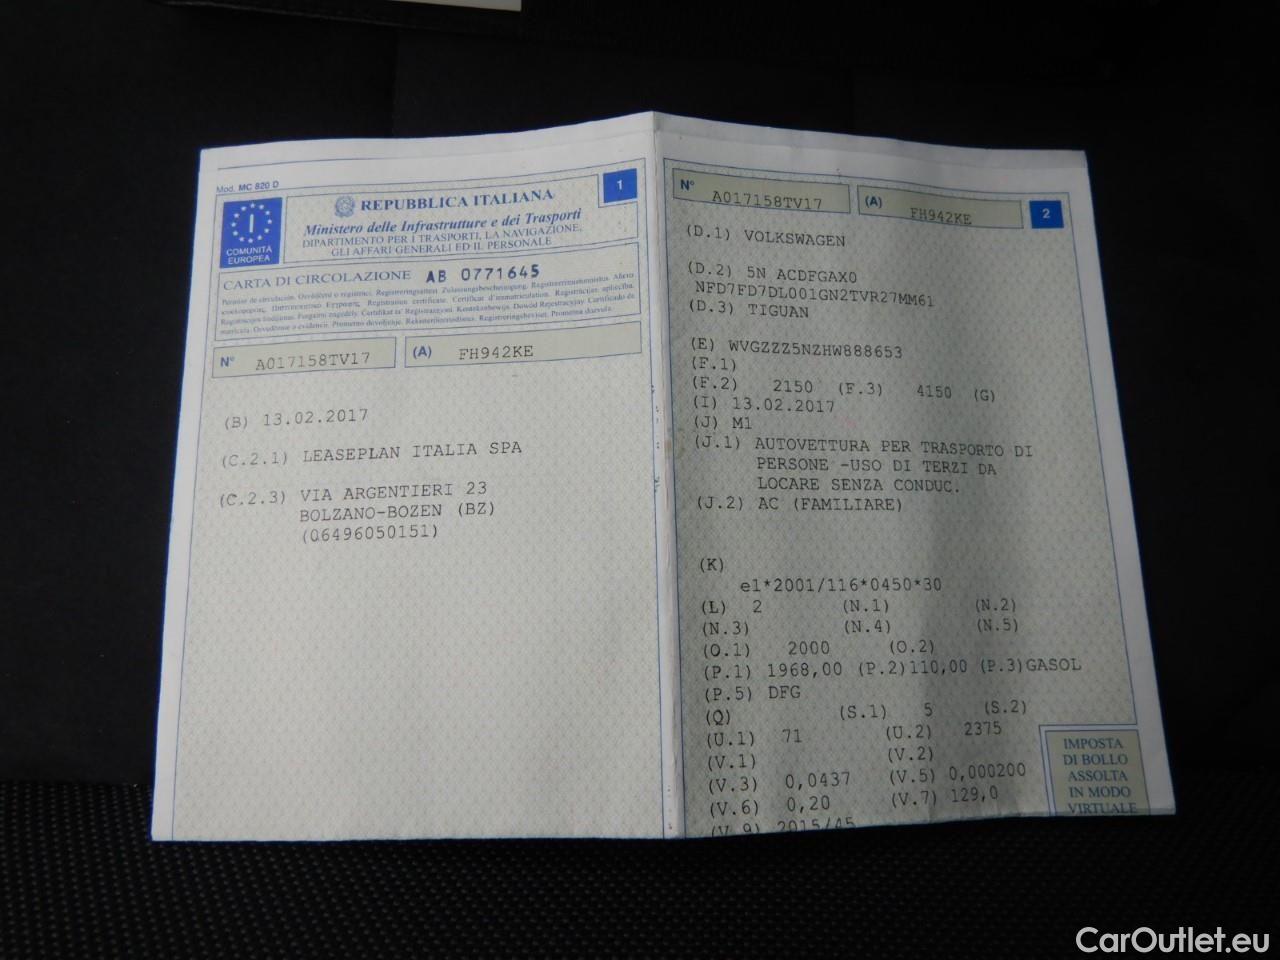 Mod. MC 820 D
I
COMUNITÀ
EUROPEA
REPUBBLICA ITALIANA
1
Ministero delle Infrastrutture e dei Trasporti
DIPARTIMENTO PER I TRASPORTI, LA NAVIGAZIONE,
GLI AFFARI GENERALI ED IL PERSONALE
CARTA DI CIRCOLAZIONE AB 0771645
N° A017158TV17 (A) FH942KE
(B) 13.02.2017
(C.2.1) LEASEPLAN ITALIA SPA
(C.2.3) VIA ARGENTIERI 23
BOLZANO-BOZEN (BZ)
(06496050151)
N° A017158TV17 (A) FH942KE 2
(D.1) VOLKSWAGEN
(D.2) 5N ACDFGAX0
NFD7FD7DL001GN2TVR27MM61
(D.3) TIGUAN
(E) WVGZZZ5NZHW888653
(F.1)
(F.2) 2150 (F.3) 4150 (G)
(I) 13.02.2017
(J) M1
(J.1) AUTOVETTURA PER TRASPORTO DI
PERSONE -USO DI TERZI DA
LOCARE SENZA CONDUC.
(J.2) AC (FAMILIARE)
(K)
e1*2001/116*0450*30
(L) 2 (N.1) (N.2)
(N.3) (N.4) (N.5)
(O.1) 2000 (O.2)
(P.1) 1968,00 (P.2)110,00 (P.3)GASOL
(P.5) DFG
(Q) (S.1) 5 (S.2)
(U.1) 71 (U.2) 2375
(V.1) (V.2)
(V.3) 0,0437 (V.5) 0,000200
(V.6) 0,20 (V.7) 129,0
(V.9) 2015/45
IMPOSTA
DI BOLLO
ASSOLTA
IN MODO
VIRTUALE
CarOutlet.eu